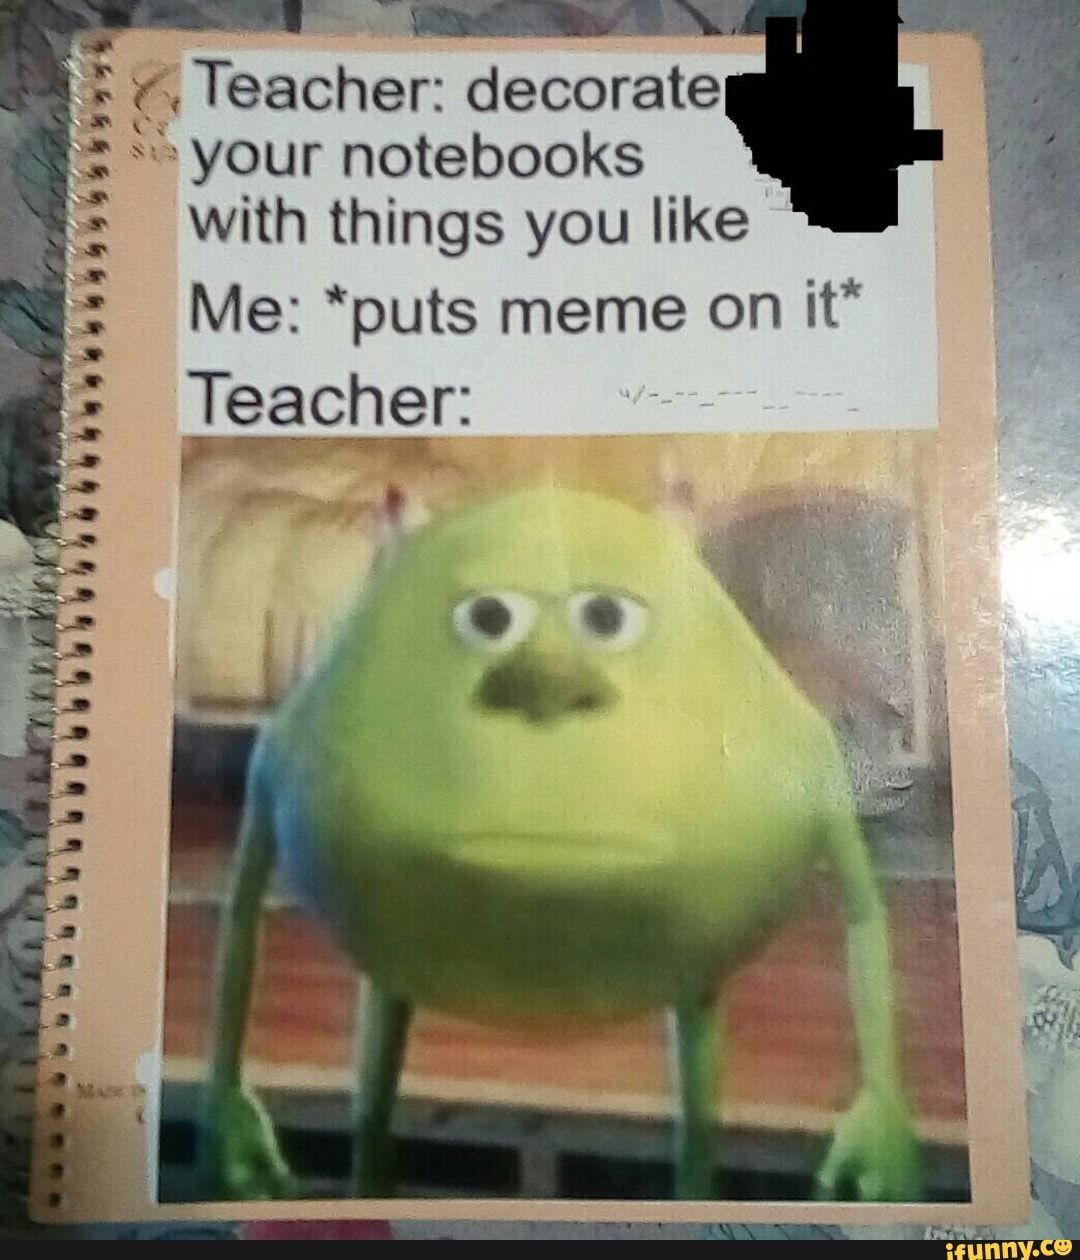 Teacher: decorate
your notebooks
with things you like
Me: *puts meme on it*
Teacher:
u/-_--_---_--_----_
ifunny.co